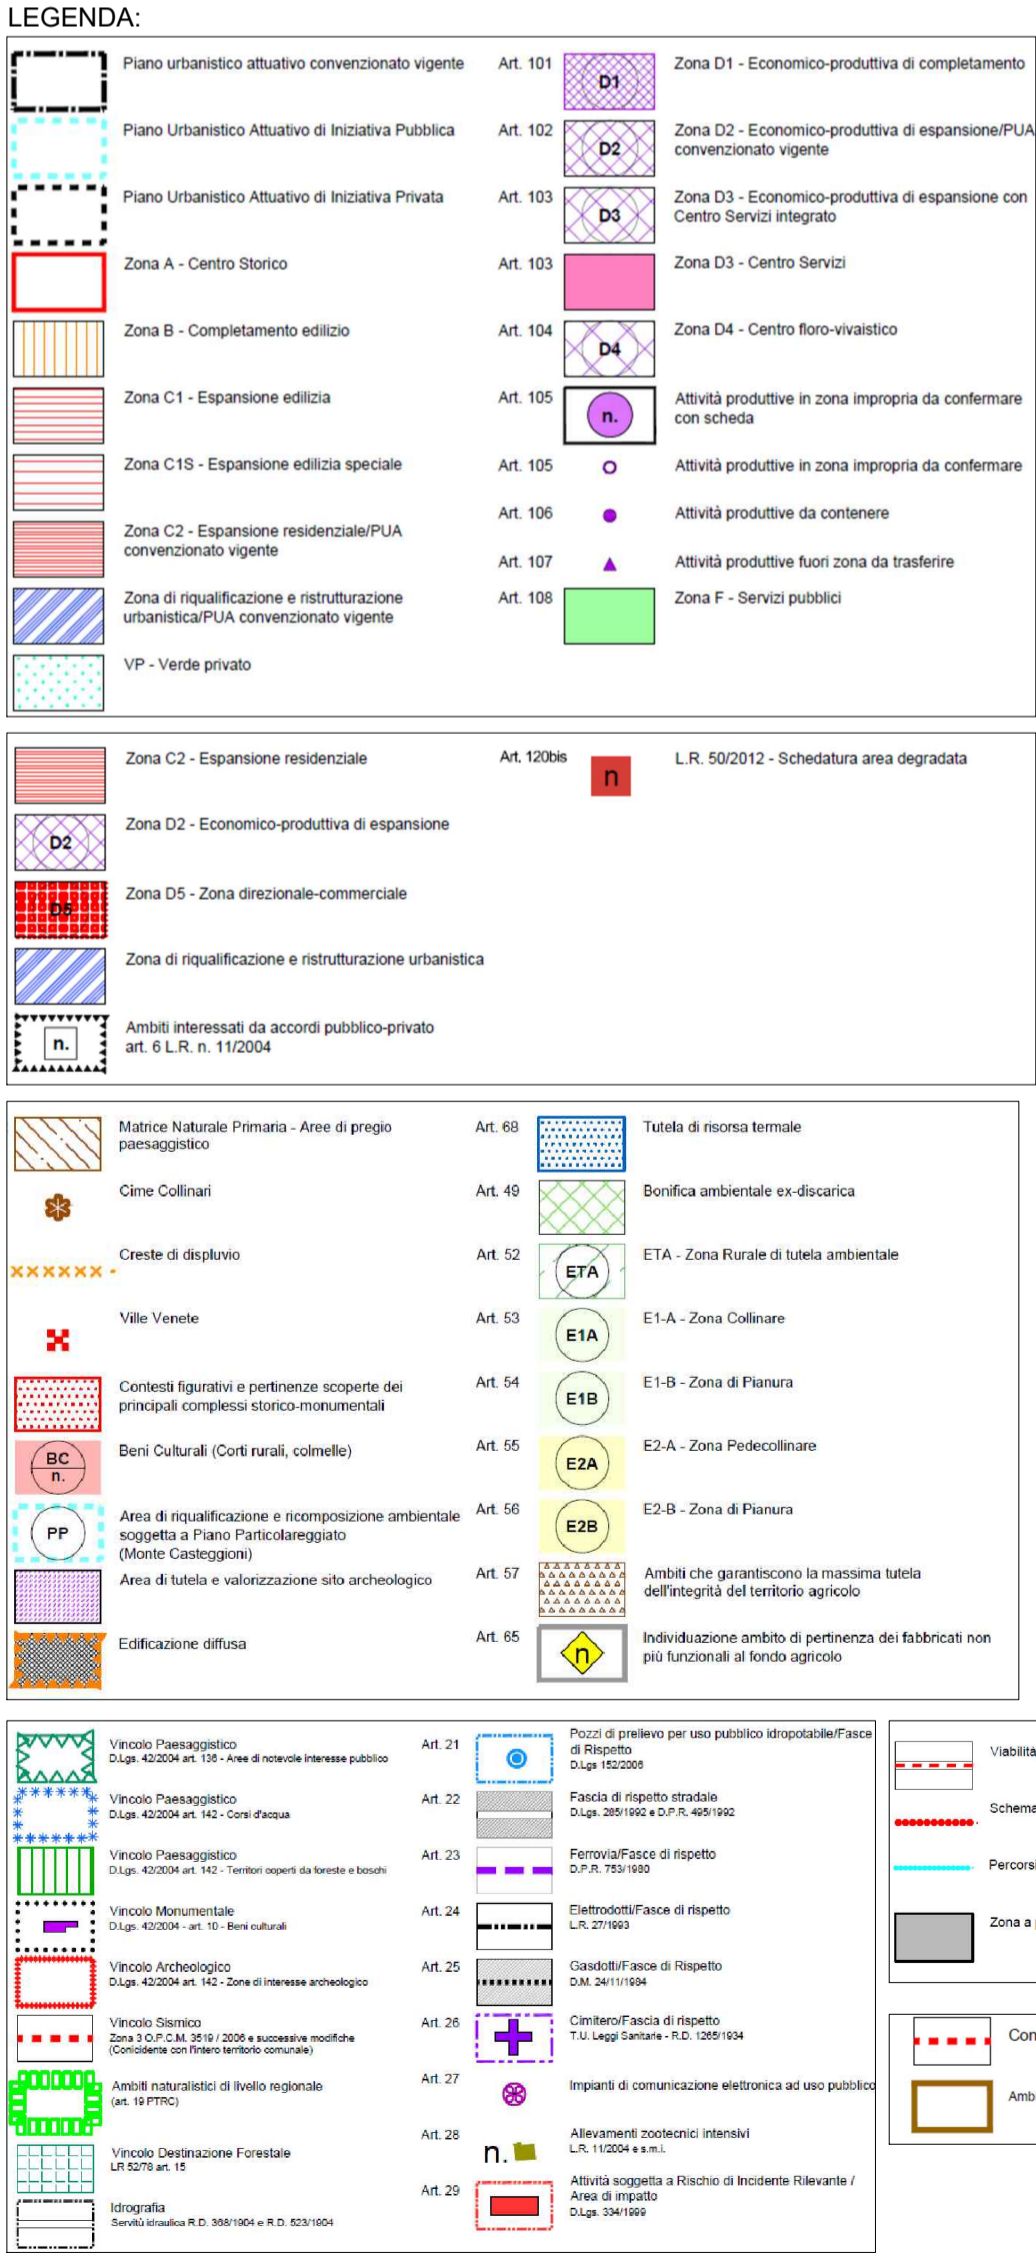 LEGENDA:
Piano urbanistico attuativo convenzionato vigente
Piano Urbanistico Attuativo di Iniziativa Pubblica
Piano Urbanistico Attuativo di Iniziativa Privata
Zona A - Centro Storico
Zona B - Completamento edilizio
Zona C1 - Espansione edilizia
Zona C1S - Espansione edilizia speciale
Zona C2 - Espansione residenziale/PUA
convenzionato vigente
Zona di riqualificazione e ristrutturazione
urbanistica/PUA convenzionato vigente
VP - Verde privato
Art. 101 D1 Zona D1 - Economico-produttiva di completamento
Art. 102 D2 Zona D2 - Economico-produttiva di espansione/PUA
convenzionato vigente
Art. 103 D3 Zona D3 - Economico-produttiva di espansione con
Centro Servizi integrato
Art. 103 Zona D3 - Centro Servizi
Art. 104 D4 Zona D4 - Centro floro-vivaistico
Art. 105 n. Attività produttive in zona impropria da confermare
con scheda
Art. 105 Attività produttive in zona impropria da confermare
Art. 106 Attività produttive da contenere
Art. 107 Attività produttive fuori zona da trasferire
Art. 108 Zona F - Servizi pubblici
Zona C2 - Espansione residenziale
D2 Zona D2 - Economico-produttiva di espansione
D5 Zona D5 - Zona direzionale-commerciale
Zona di riqualificazione e ristrutturazione urbanistica
n. Ambiti interessati da accordi pubblico-privato
art. 6 L.R. n. 11/2004
Art. 120bis n L.R. 50/2012 - Schedatura area degradata
Matrice Naturale Primaria - Aree di pregio
paesaggistico
Cime Collinari
Creste di displuvio
Ville Venete
Contesti figurativi e pertinenze scoperte dei
principali complessi storico-monumentali
BC n. Beni Culturali (Corti rurali, colmelle)
PP Area di riqualificazione e ricomposizione ambientale
soggetta a Piano Particolareggiato
(Monte Casteggioni)
Area di tutela e valorizzazione sito archeologico
Edificazione diffusa
Art. 68 Tutela di risorsa termale
Art. 49 Bonifica ambientale ex-discarica
Art. 52 ETA ETA - Zona Rurale di tutela ambientale
Art. 53 E1A E1-A - Zona Collinare
Art. 54 E1B E1-B - Zona di Pianura
Art. 55 E2A E2-A - Zona Pedecollinare
Art. 56 E2B E2-B - Zona di Pianura
Art. 57 Ambiti che garantiscono la massima tutela
dell'integrità del territorio agricolo
Art. 65 n Individuazione ambito di pertinenza dei fabbricati non
più funzionali al fondo agricolo
Vincolo Paesaggistico
D.Lgs. 42/2004 art. 136 - Aree di notevole interesse pubblico
Vincolo Paesaggistico
D.Lgs. 42/2004 art. 142 - Corsi d'acqua
Vincolo Paesaggistico
D.Lgs. 42/2004 art. 142 - Territori coperti da foreste e boschi
Vincolo Monumentale
D.Lgs. 42/2004 - art. 10 - Beni culturali
Vincolo Archeologico
D.Lgs. 42/2004 art. 142 - Zone di interesse archeologico
Vincolo Sismico
Zona 3 O.P.C.M. 3519 / 2006 e successive modifiche
(Conicidente con l'intero territorio comunale)
Ambiti naturalistici di livello regionale
(art. 19 PTRC)
Vincolo Destinazione Forestale
LR 52/78 art. 15
Idrografia
Servitù idraulica R.D. 368/1904 e R.D. 523/1904
Art. 21 Pozzi di prelievo per uso pubblico idropotabile/Fasce
di Rispetto
D.Lgs 152/2006
Art. 22 Fascia di rispetto stradale
D.Lgs. 285/1992 e D.P.R. 495/1992
Art. 23 Ferrovia/Fasce di rispetto
D.P.R. 753/1980
Art. 24 Elettrodotti/Fasce di rispetto
L.R. 27/1993
Art. 25 Gasdotti/Fasce di Rispetto
D.M. 24/11/1984
Art. 26 Cimitero/Fascia di rispetto
T.U. Leggi Sanitarie - R.D. 1265/1934
Art. 27 Impianti di comunicazione elettronica ad uso pubblico
Art. 28 n. Allevamenti zootecnici intensivi
L.R. 11/2004 e s.m.i.
Art. 29 Attività soggetta a Rischio di Incidente Rilevante /
Area di impatto
D.Lgs. 334/1999
Viabilità
Schema
Percorsi
Zona a
Con
Amb